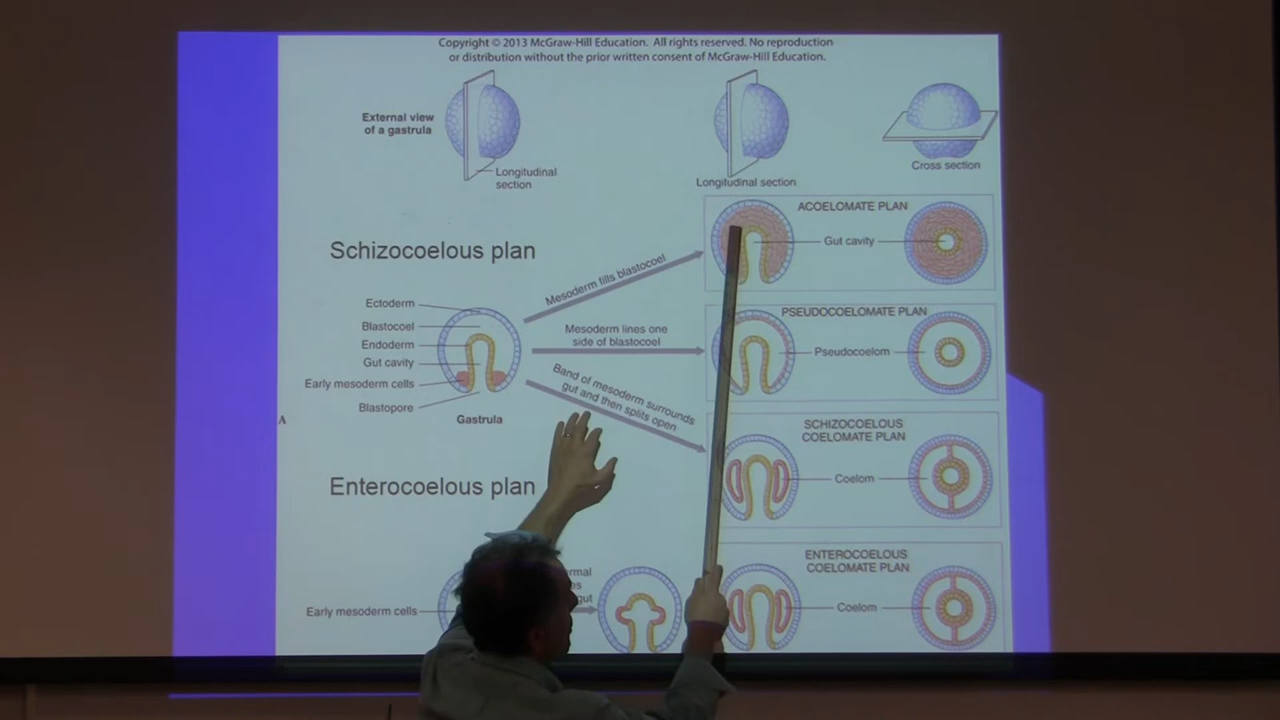 Copyright © 2013 McGraw-Hill Education. All rights reserved. No reproduction
or distribution without the prior written consent of McGraw-Hill Education.
External view
of a gastrula
Longitudinal
section
Longitudinal section
Cross section
Schizocoelous plan
Ectoderm
Blastocoel
Endoderm
Gut cavity
Early mesoderm cells
Blastopore
Gastrula
A
Mesoderm fills blastocoel
Mesoderm lines one
side of blastocoel
Band of mesoderm surrounds
gut and then splits open
ACOELOMATE PLAN
Gut cavity
PSEUDOCOELOMATE PLAN
Pseudocoelom
SCHIZOCOELOUS
COELOMATE PLAN
Coelom
Enterocoelous plan
Early mesoderm cells
gut
ENTEROCOELOUS
COELOMATE PLAN
Coelom